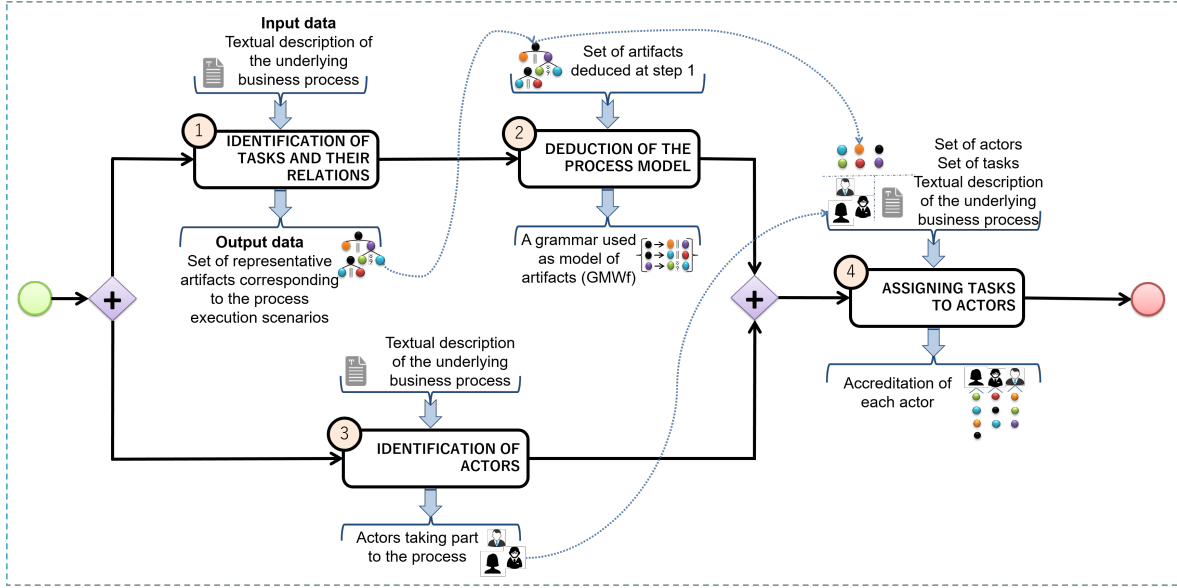 Input data
Textual description of
the underlying
business process
1
IDENTIFICATION OF
TASKS AND THEIR
RELATIONS
Output data
Set of representative
artifacts corresponding
to the process
execution scenarios
Set of artifacts
deduced at step 1
2
DEDUCTION OF THE
PROCESS MODEL
A grammar used
as model of
artifacts (GMWf)
Textual description
of the underlying
business process
3
IDENTIFICATION OF
ACTORS
Actors taking part
to the process
Set of actors
Set of tasks
Textual description
of the underlying
business process
4
ASSIGNING TASKS
TO ACTORS
Accreditation of
each actor